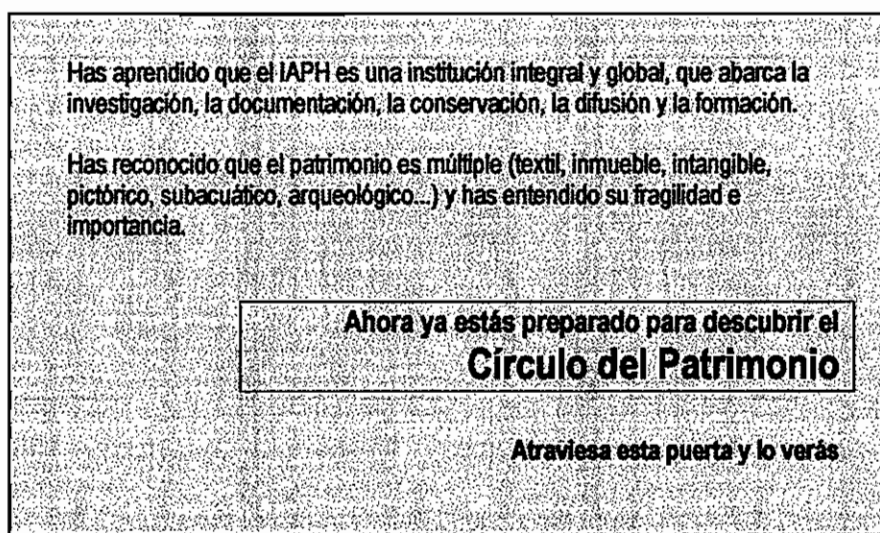 Has aprendido que el IAPH es una institución integral y global, que abarca la
investigación, la documentación, la conservación, la difusión y la formación.
Has reconocido que el patrimonio es múltiple (textil, inmueble, intangible,
pictórico, subacuático, arqueológico...) y has entendido su fragilidad e
importancia.
Ahora ya estás preparado para descubrir el
Círculo del Patrimonio
Atraviesa esta puerta y lo verás